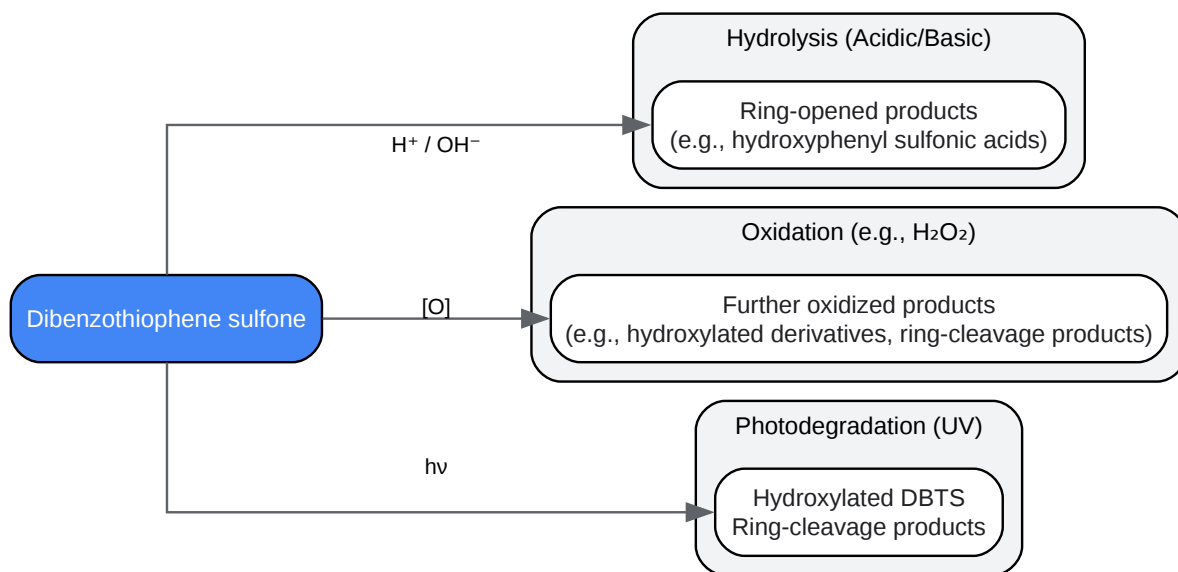 Hydrolysis (Acidic/Basic)
Ring-opened products
(e.g., hydroxyphenyl sulfonic acids)
H⁺ / OH⁻
Oxidation (e.g., H₂O₂)
Dibenzothiophene sulfone
[O]
Further oxidized products
(e.g., hydroxylated derivatives, ring-cleavage products)
Photodegradation (UV)
hν
Hydroxylated DBTS
Ring-cleavage products